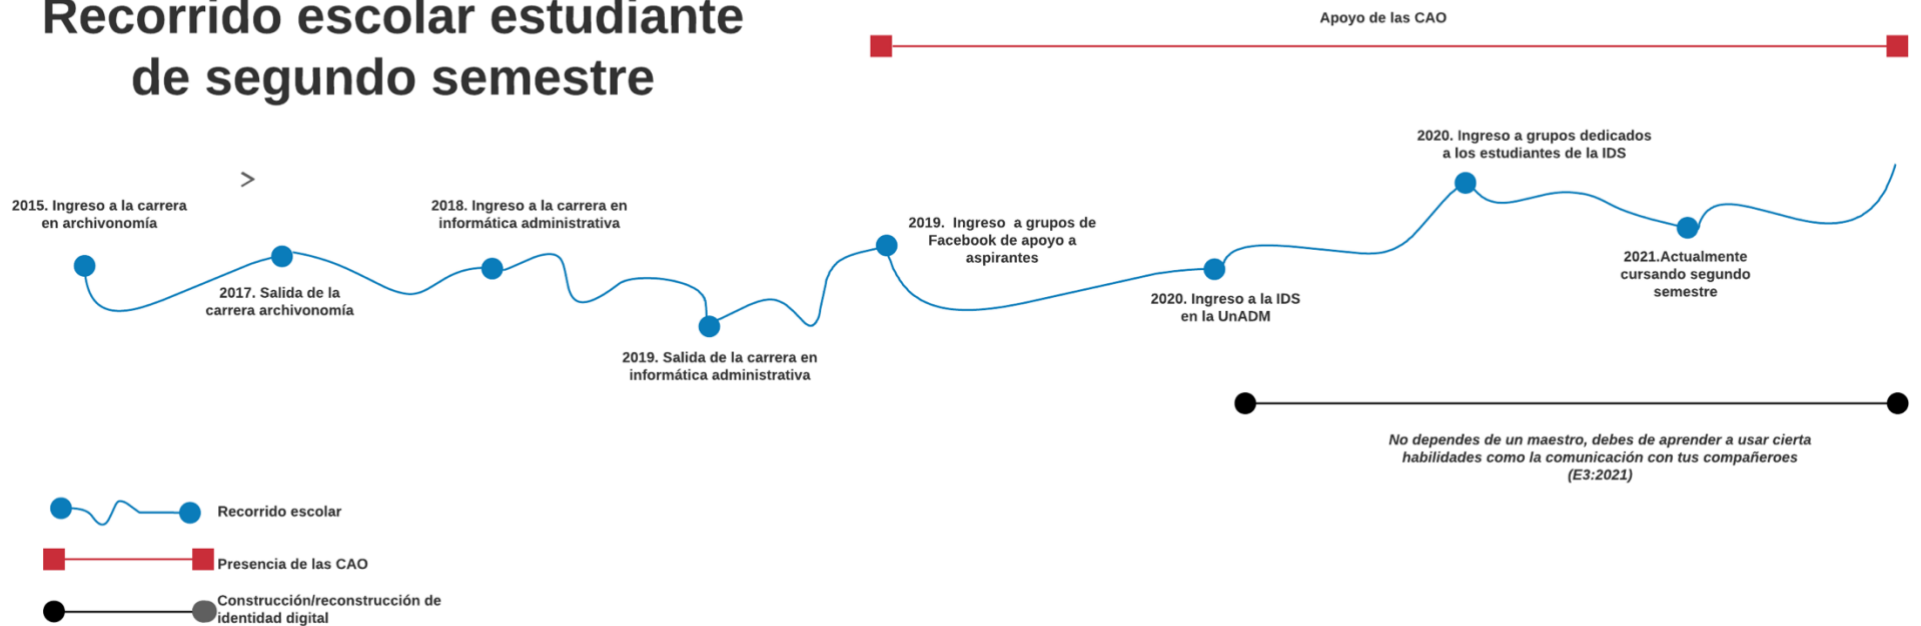 Recorrido escolar estudiante
de segundo semestre
Apoyo de las CAO
2015. Ingreso a la carrera
en archivonomía
>
2017. Salida de la
carrera archivonomía
2018. Ingreso a la carrera en
informática administrativa
2019. Salida de la carrera en
informática administrativa
2019.  Ingreso  a grupos de
Facebook de apoyo a
aspirantes
2020. Ingreso a la IDS
en la UnADM
2020. Ingreso a grupos dedicados
a los estudiantes de la IDS
2021.Actualmente
cursando segundo
semestre
No dependes de un maestro, debes de aprender a usar cierta
habilidades como la comunicación con tus compañeroes
(E3:2021)
Recorrido escolar
Presencia de las CAO
Construcción/reconstrucción de
identidad digital